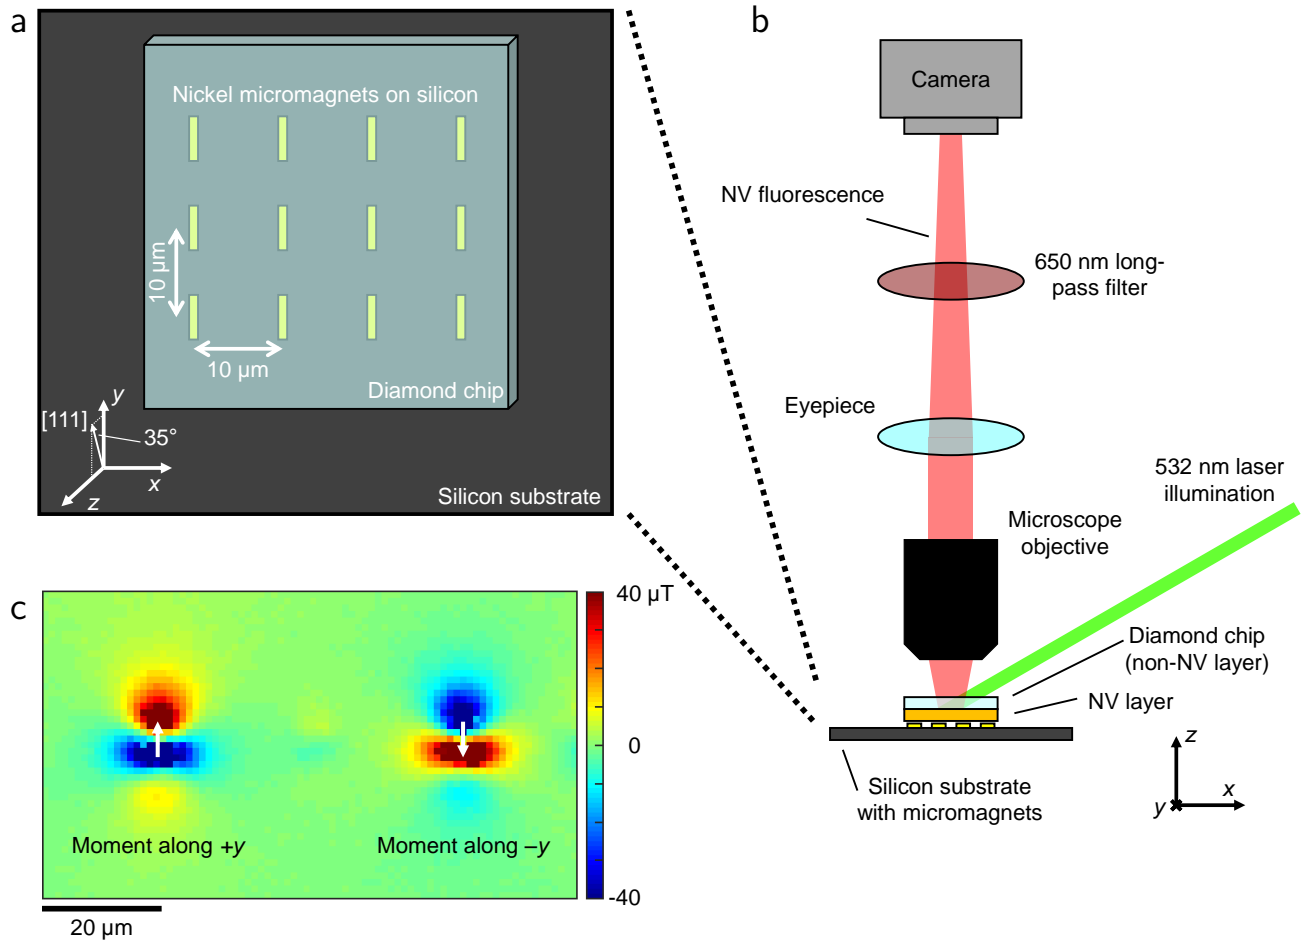 a
Nickel micromagnets on silicon
10 µm
10 µm
Diamond chip
[111]
y
35°
x
z
Silicon substrate
b
Camera
NV fluorescence
650 nm long-
pass filter
Eyepiece
532 nm laser
illumination
Microscope
objective
Diamond chip
(non-NV layer)
NV layer
Silicon substrate
with micromagnets
z
x
y
c
40 µT
0
-40
Moment along +y
Moment along –y
20 µm